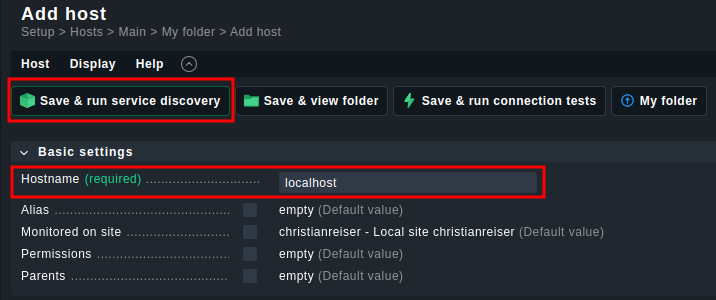 Add host
Setup > Hosts > Main > My folder > Add host
Host Display Help
Save & run service discovery Save & view folder Save & run connection tests My folder
Basic settings
Hostname (required) localhost
Alias empty (Default value)
Monitored on site christianreiser - Local site christianreiser (Default value)
Permissions empty (Default value)
Parents empty (Default value)